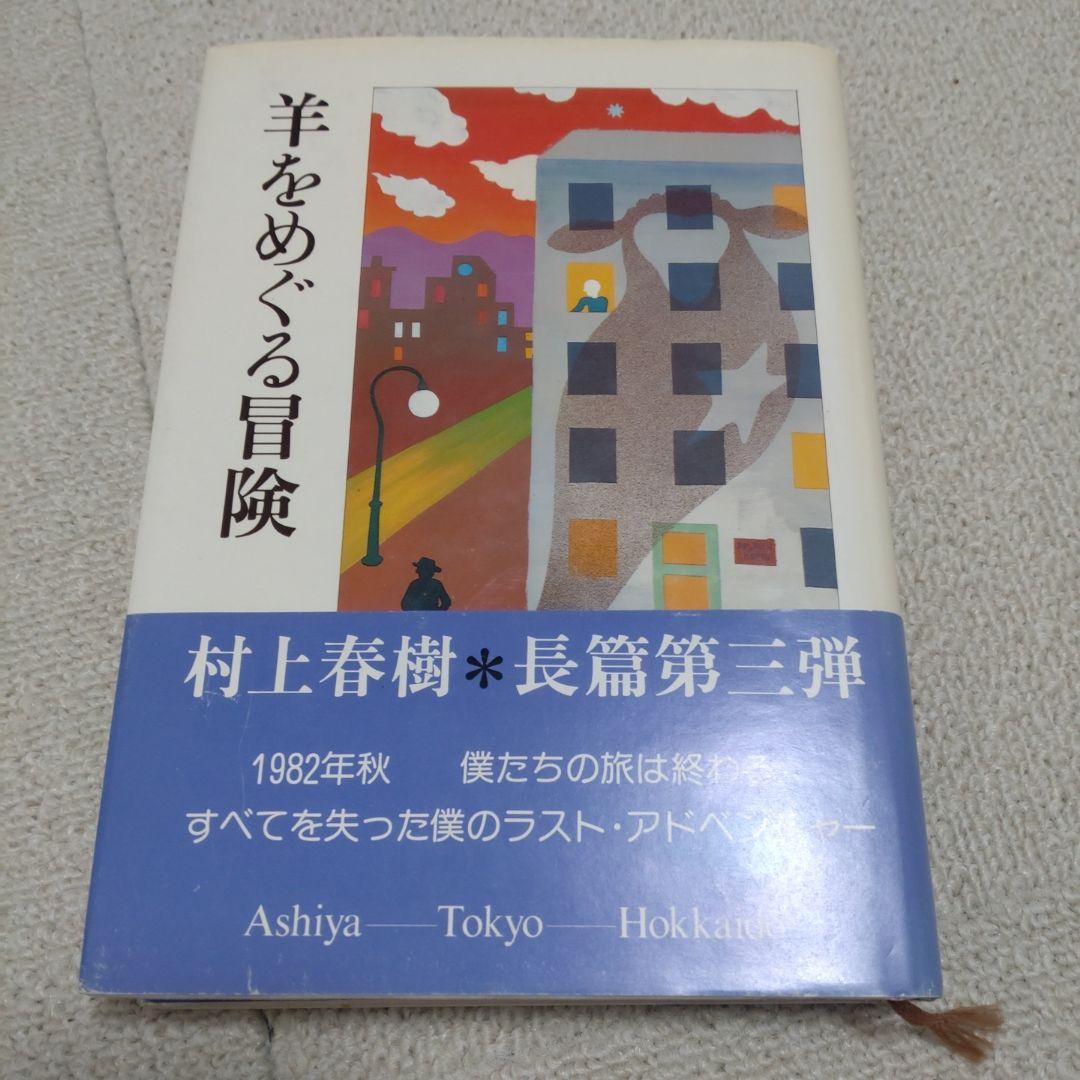 羊をめぐる冒険
村上春樹*長篇第三弾
1982年秋 僕たちの旅は終わる
すべてを失った僕のラスト・アドベンチャー
Ashiya——Tokyo——Hokkaido